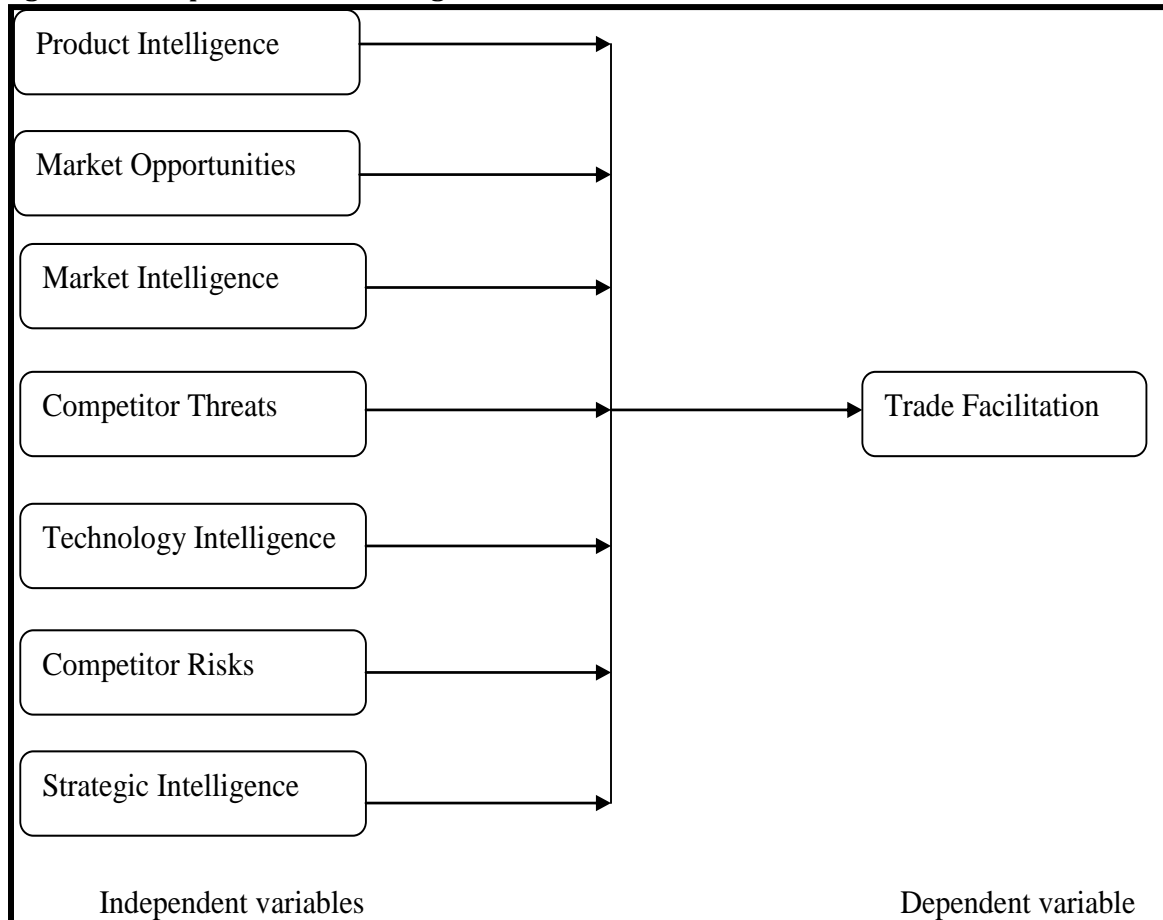 Product Intelligence
Market Opportunities
Market Intelligence
Competitor Threats
Trade Facilitation
Technology Intelligence
Competitor Risks
Strategic Intelligence
Independent variables
Dependent variable